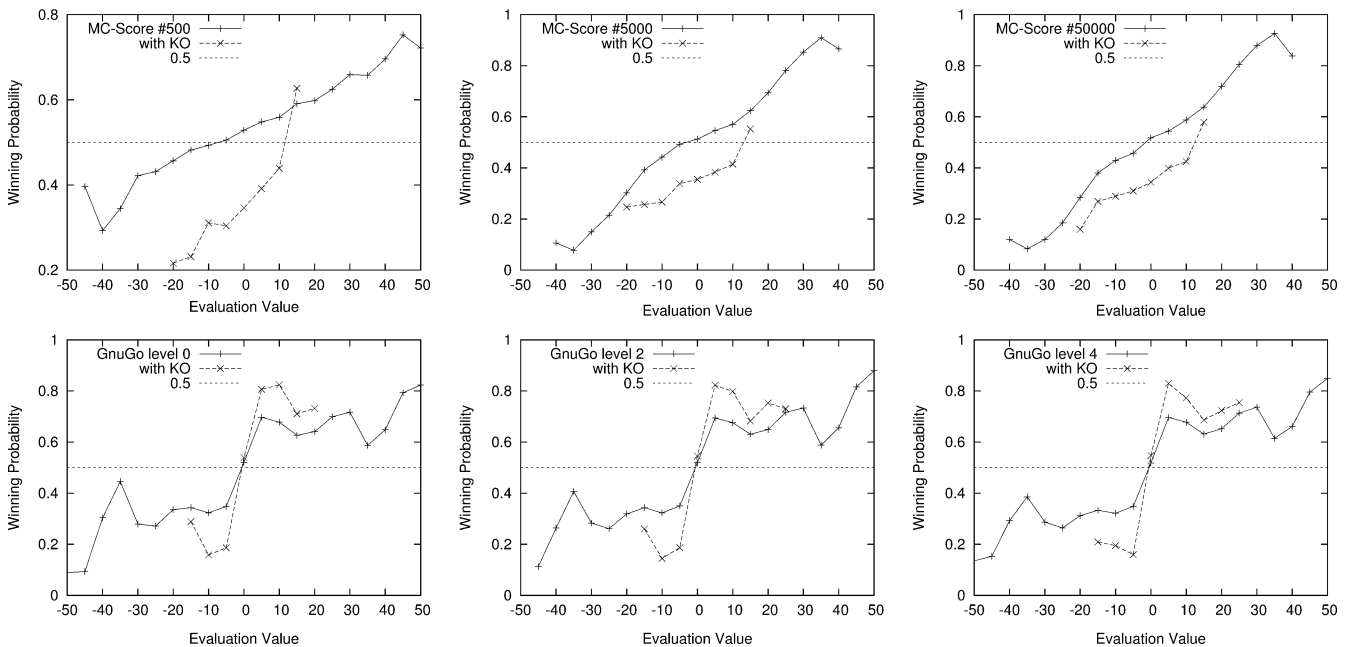 MC-Score #500
with KO
0.5
Winning Probability
0.8
0.6
0.4
0.2
-50 -40 -30 -20 -10 0 10 20 30 40 50
Evaluation Value
MC-Score #5000
with KO
0.5
Winning Probability
1
0.8
0.6
0.4
0.2
0
-50 -40 -30 -20 -10 0 10 20 30 40 50
Evaluation Value
MC-Score #50000
with KO
0.5
Winning Probability
1
0.8
0.6
0.4
0.2
0
-50 -40 -30 -20 -10 0 10 20 30 40 50
Evaluation Value
GnuGo level 0
with KO
0.5
Winning Probability
1
0.8
0.6
0.4
0.2
0
-50 -40 -30 -20 -10 0 10 20 30 40 50
Evaluation Value
GnuGo level 2
with KO
0.5
Winning Probability
1
0.8
0.6
0.4
0.2
0
-50 -40 -30 -20 -10 0 10 20 30 40 50
Evaluation Value
GnuGo level 4
with KO
0.5
Winning Probability
1
0.8
0.6
0.4
0.2
0
-50 -40 -30 -20 -10 0 10 20 30 40 50
Evaluation Value